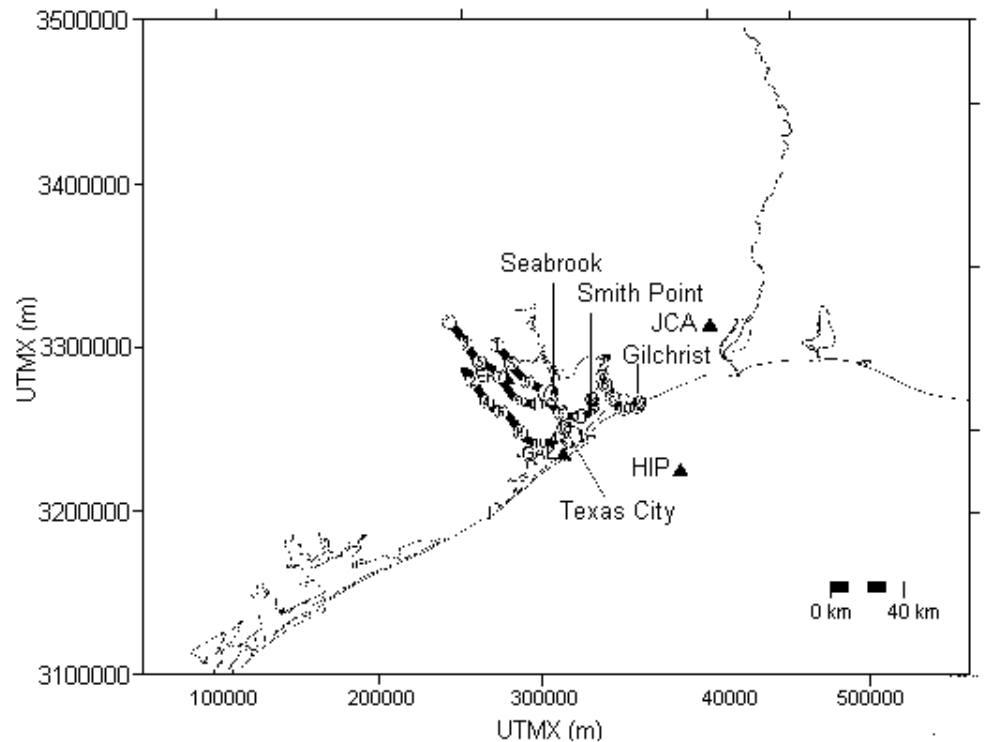 3500000
3400000
3300000
3200000
3100000
UTMX (m)
Seabrook
Smith Point
JCA
Gilchrist
GAL
HIP
Texas City
0 km
40 km
100000
200000
300000
40000
500000
UTMX (m)